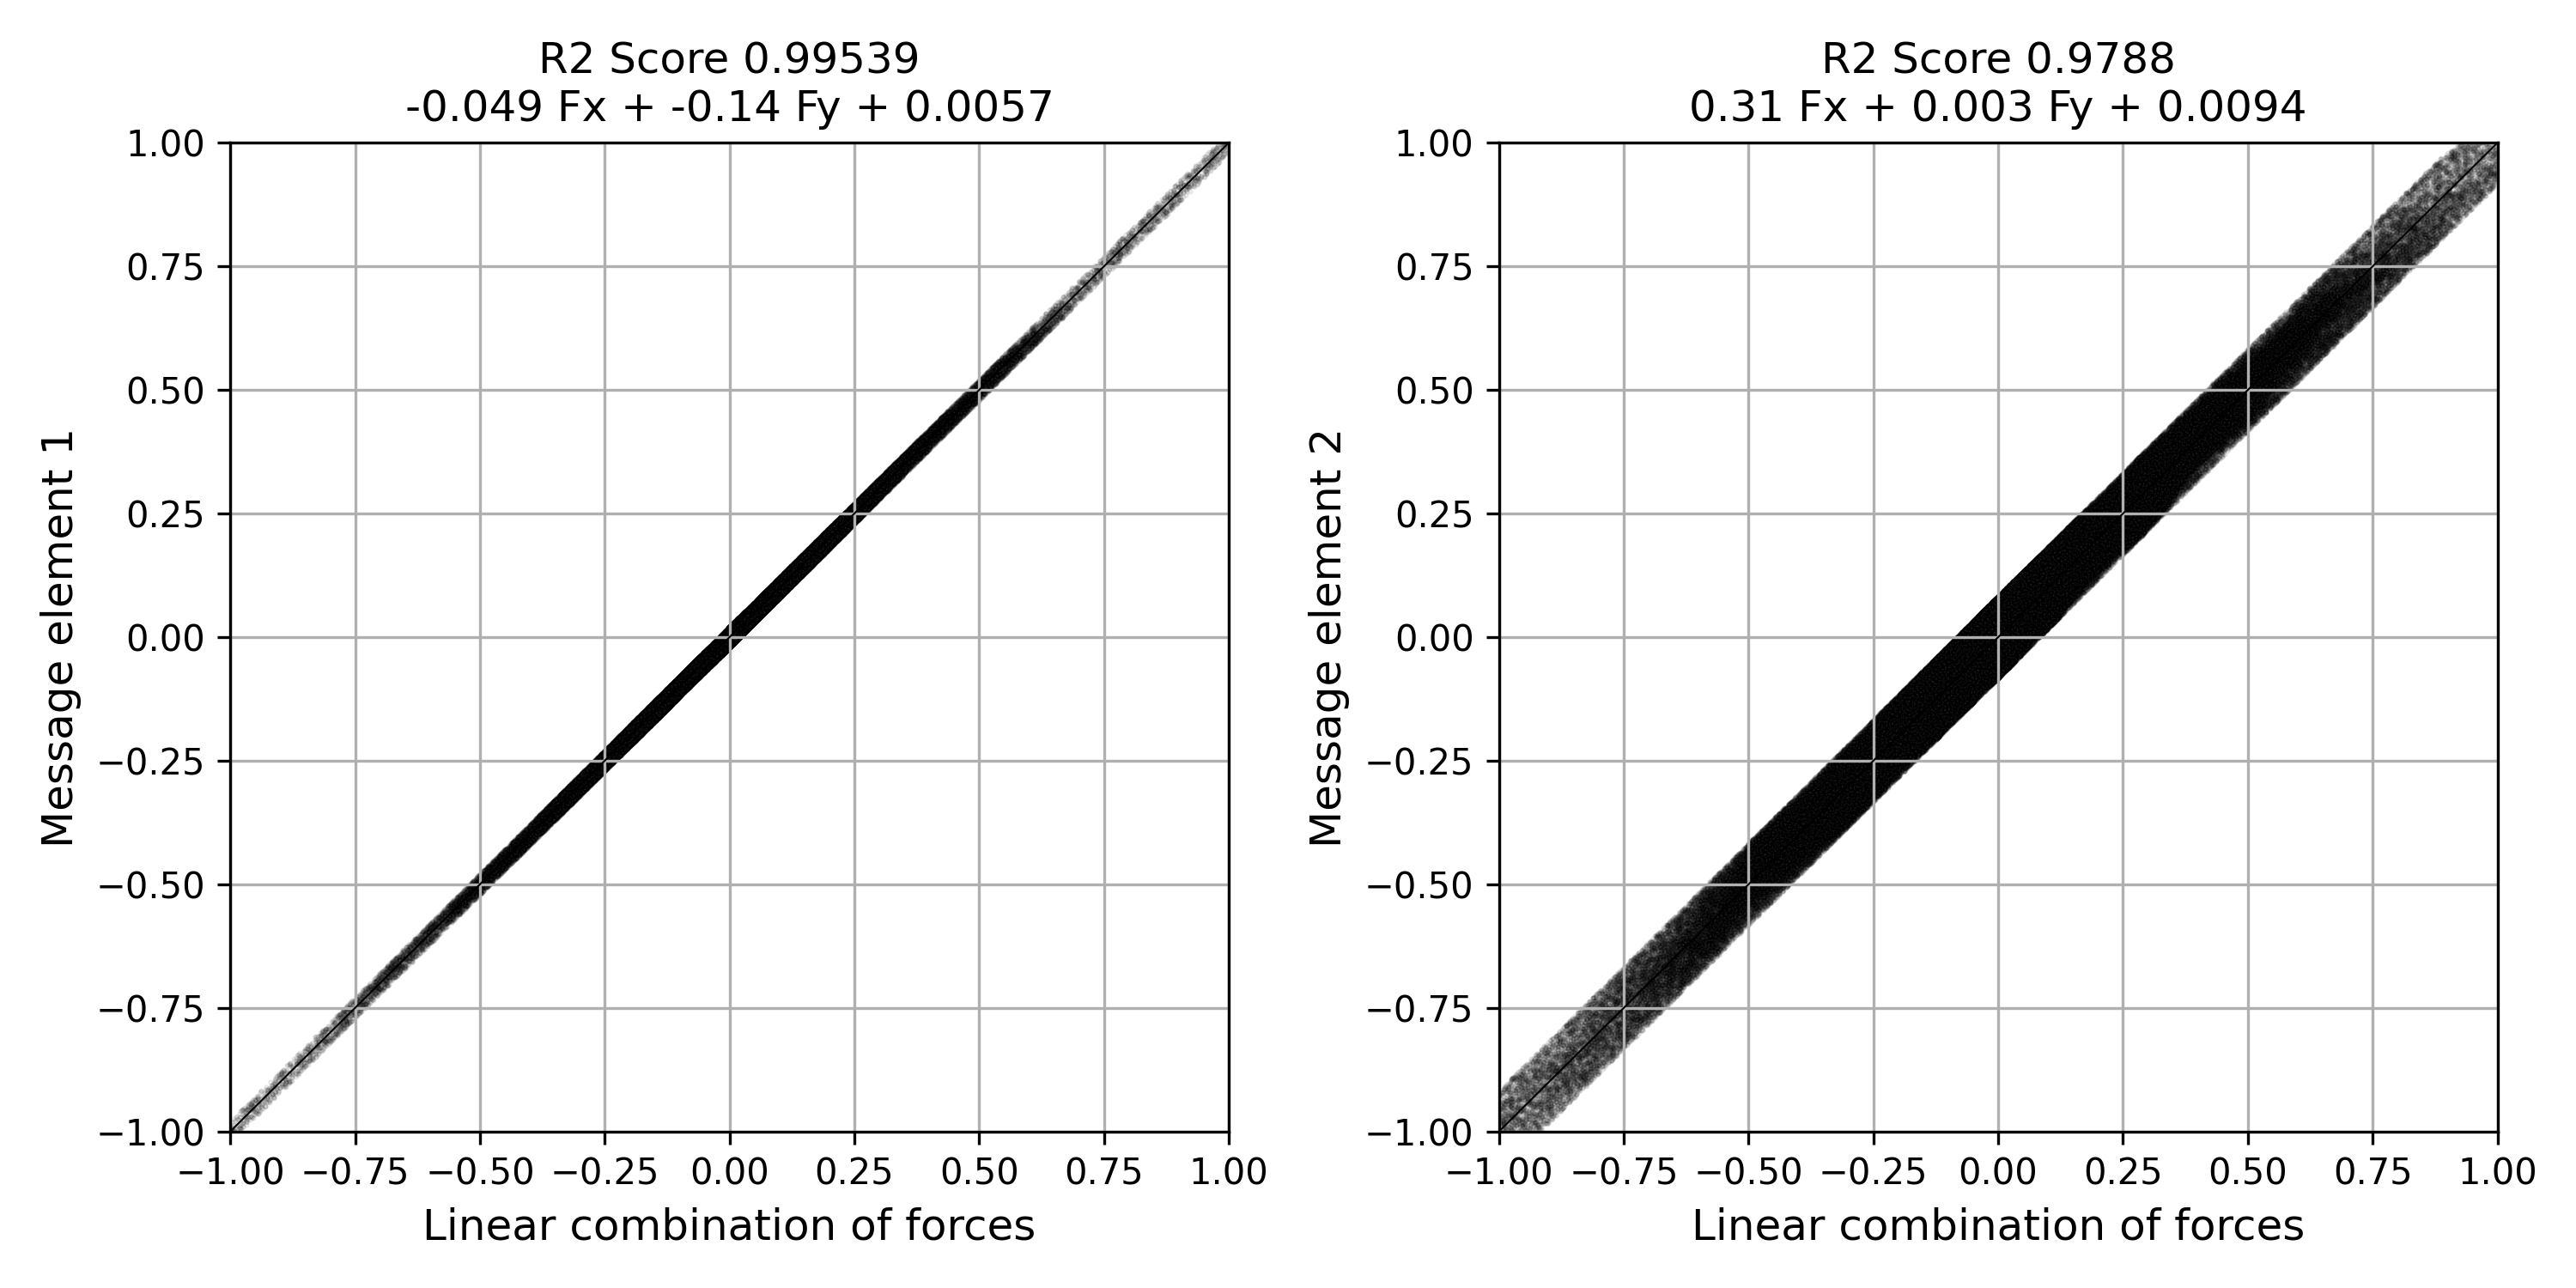 R2 Score 0.99539
-0.049 Fx + -0.14 Fy + 0.0057
1.00
0.75
0.50
0.25
0.00
−0.25
−0.50
−0.75
−1.00
Message element 1
−1.00 −0.75 −0.50 −0.25 0.00 0.25 0.50 0.75 1.00
Linear combination of forces
R2 Score 0.9788
0.31 Fx + 0.003 Fy + 0.0094
1.00
0.75
0.50
0.25
0.00
−0.25
−0.50
−0.75
−1.00
Message element 2
−1.00 −0.75 −0.50 −0.25 0.00 0.25 0.50 0.75 1.00
Linear combination of forces